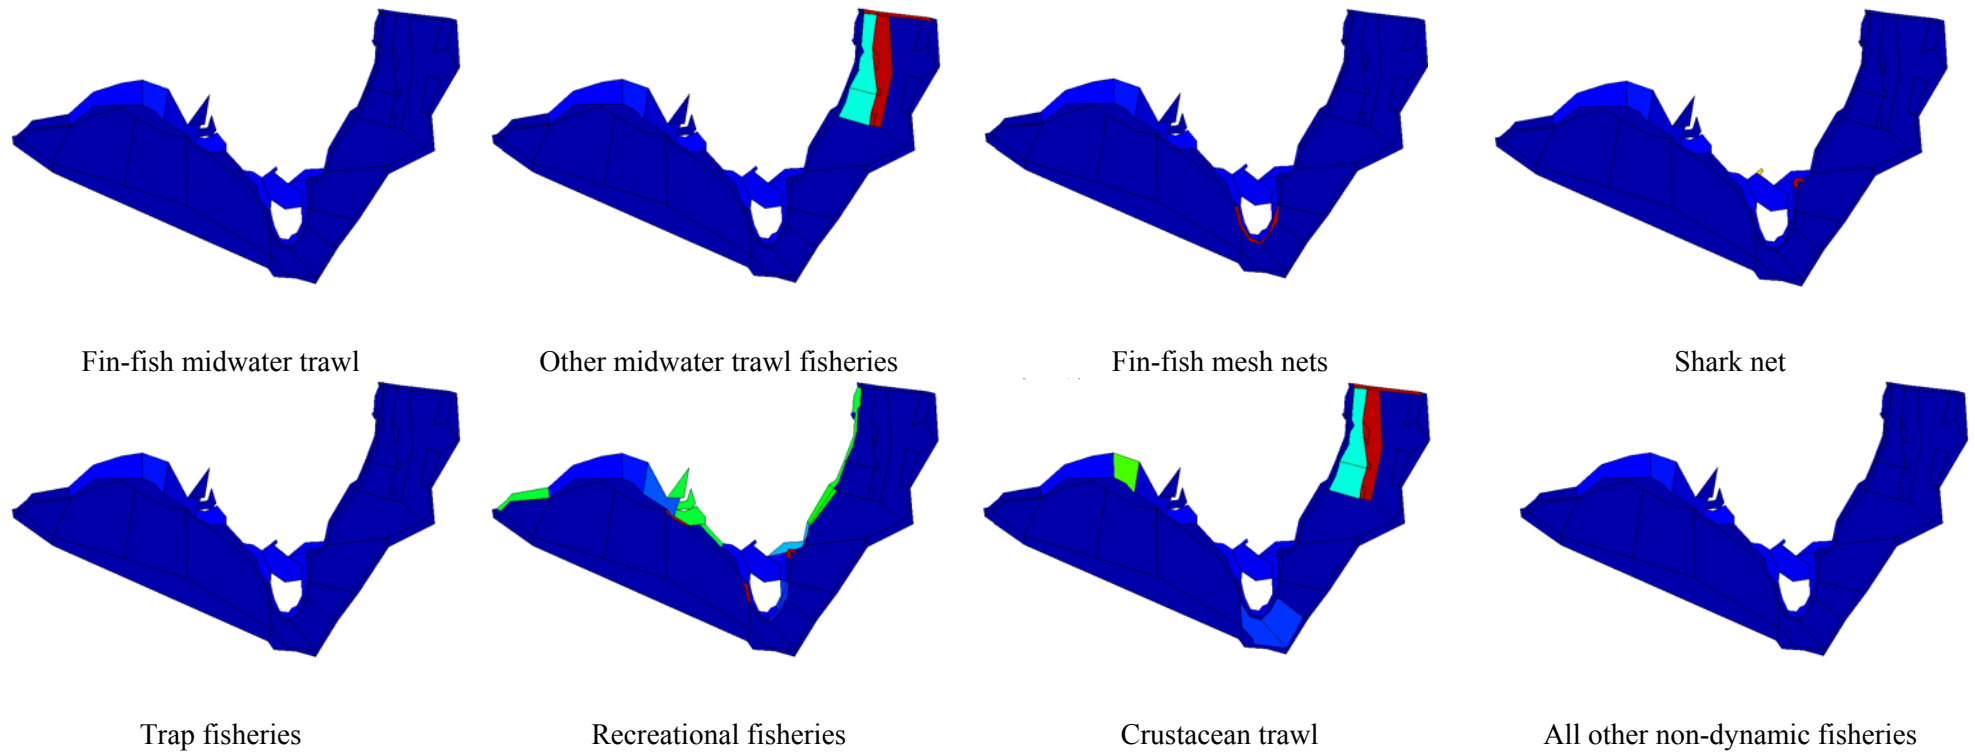 Fin-fish midwater trawl
Other midwater trawl fisheries
Fin-fish mesh nets
Shark net
Trap fisheries
Recreational fisheries
Crustacean trawl
All other non-dynamic fisheries